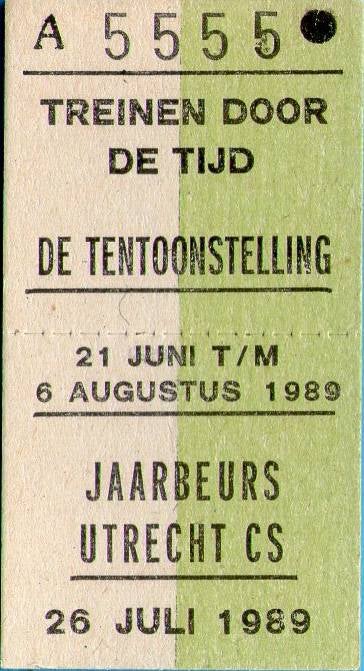 A 5555
TREINEN DOOR
DE TIJD
DE TENTOONSTELLING
21 JUNI T/M
6 AUGUSTUS 1989
JAARBEURS
UTRECHT CS
26 JULI 1989